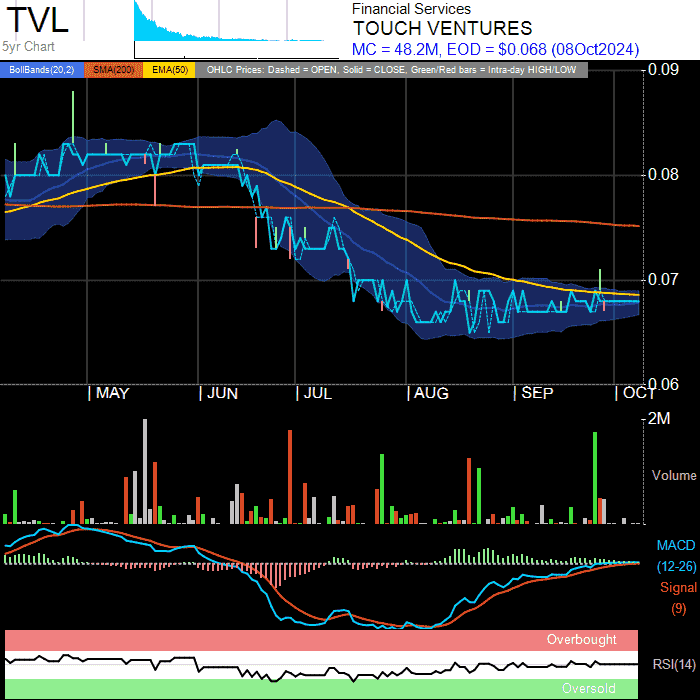 TVL
5yr Chart
Financial Services
TOUCH VENTURES
MC = 48.2M, EOD = $0.068 (08Oct2024)
BollBands(20,2) SMA(200) EMA(50) OHLC Prices: Dashed = OPEN, Solid = CLOSE, Green/Red bars = Intra-day HIGH/LOW
0.09
0.08
0.07
0.06
MAY JUN JUL AUG SEP OCT
2M
Volume
MACD
(12-26)
Signal
(9)
Overbought
RSI(14)
Oversold